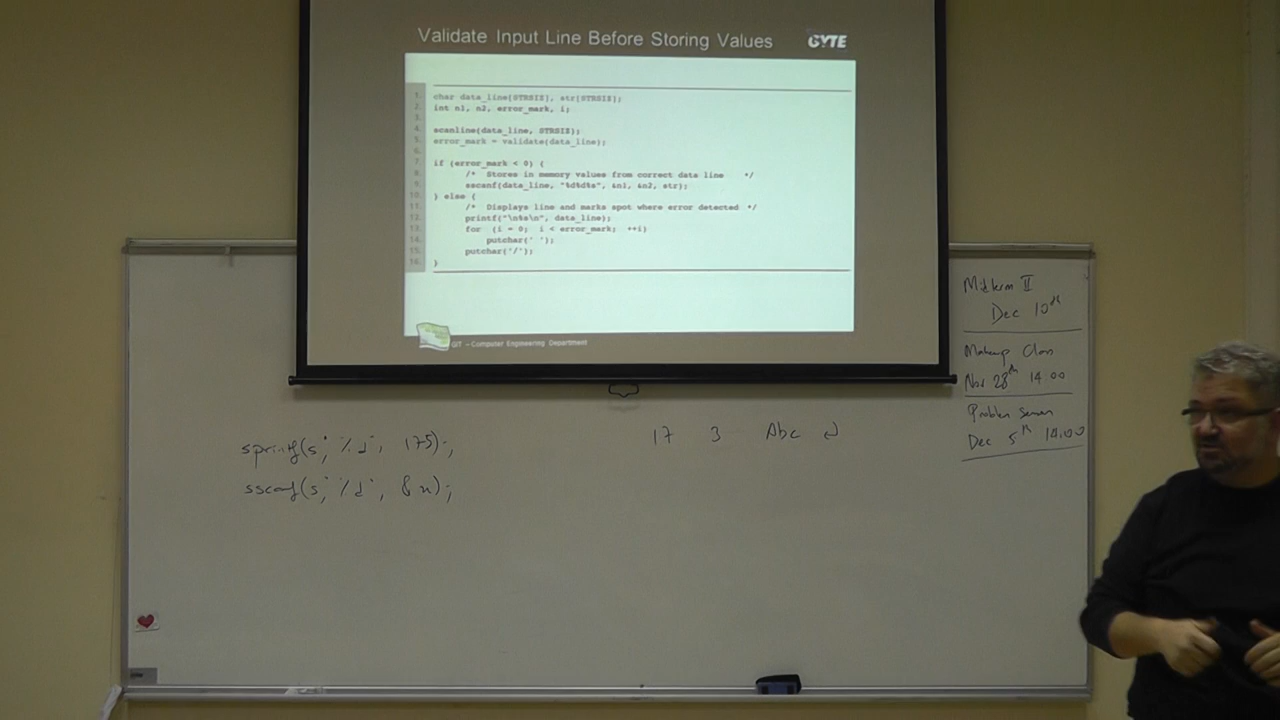 Validate Input Line Before Storing Values
GYTE
1. char data_line[STRSIZ], str[STRSIZ];
2. int n1, n2, error_mark, i;
3.
4. scanline(data_line, STRSIZ);
5. error_mark = validate(data_line);
6.
7. if (error_mark < 0) {
8. /* Stores in memory values from correct data line */
9. sscanf(data_line, "%d%d%s", &n1, &n2, str);
10. } else {
11. /* Displays line and marks spot where error detected */
12. printf("\n%s\n", data_line);
13. for (i = 0; i < error_mark; ++i)
14. putchar(' ');
15. putchar('/');
16. }
GIT – Computer Engineering Department
sprintf(s, "%d", 175);
sscanf(s, "%d", &n);
17 3 Abc ↵
Midterm II
Dec 10th
Makeup Class
Nov 28th 14:00
Problem
Dec 5th 14:00